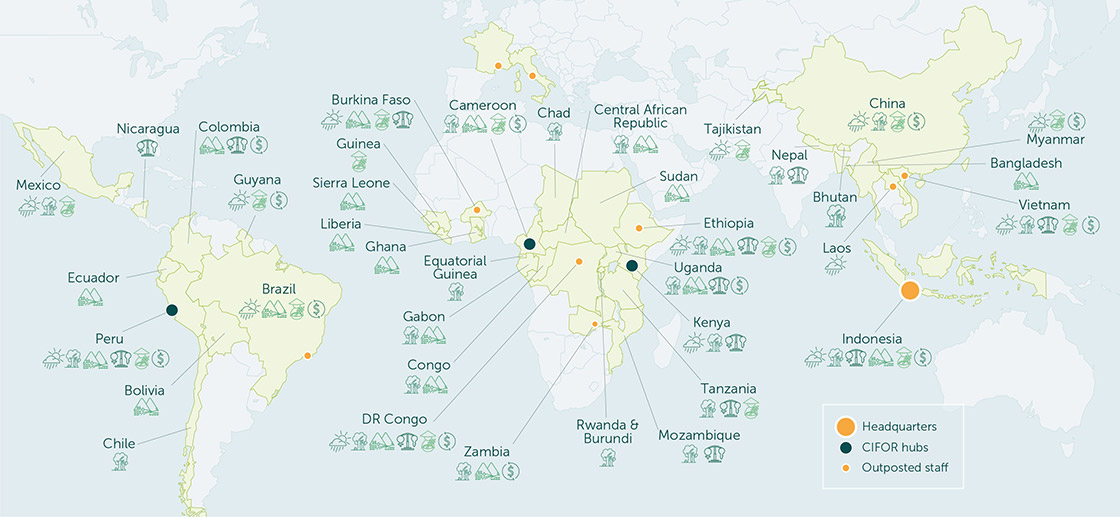 Nicaragua
Colombia
Mexico
Guyana
Ecuador
Brazil
Peru
Bolivia
Chile
Burkina Faso
Cameroon
Chad
Central African
Republic
Guinea
Sierra Leone
Sudan
Liberia
Ghana
Ethiopia
Equatorial
Guinea
Uganda
Gabon
Kenya
Congo
Tanzania
DR Congo
Zambia
Rwanda &
Burundi
Mozambique
Tajikistan
China
Myanmar
Nepal
Bangladesh
Bhutan
Vietnam
Laos
Indonesia
Headquarters
CIFOR hubs
Outposted staff